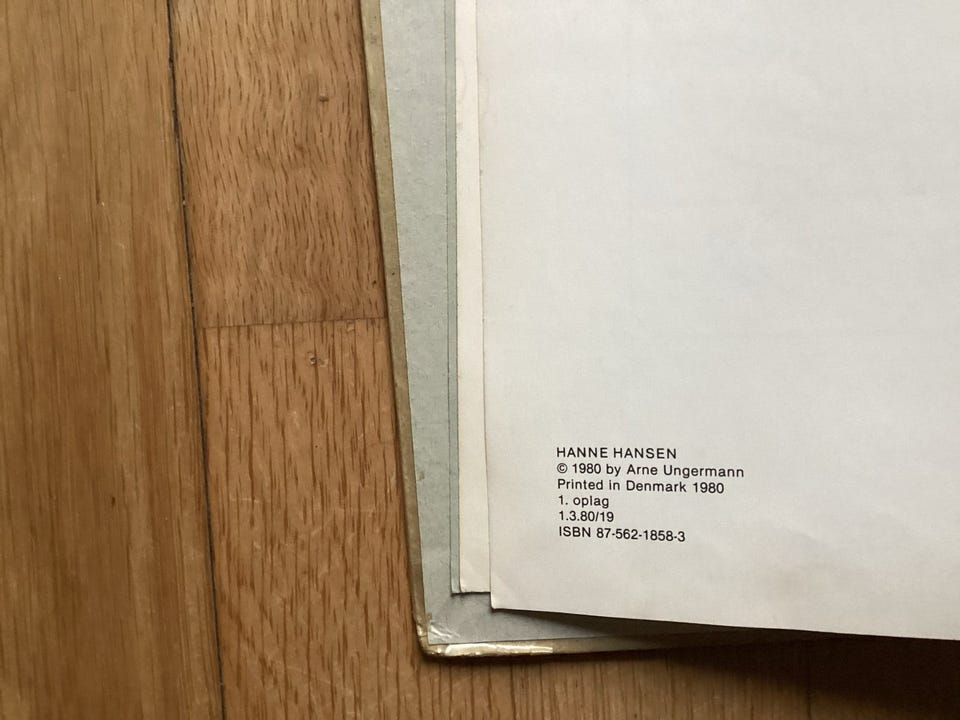 HANNE HANSEN
© 1980 by Arne Ungermann
Printed in Denmark 1980
1. oplag
1.3.80/19
ISBN 87-562-1858-3